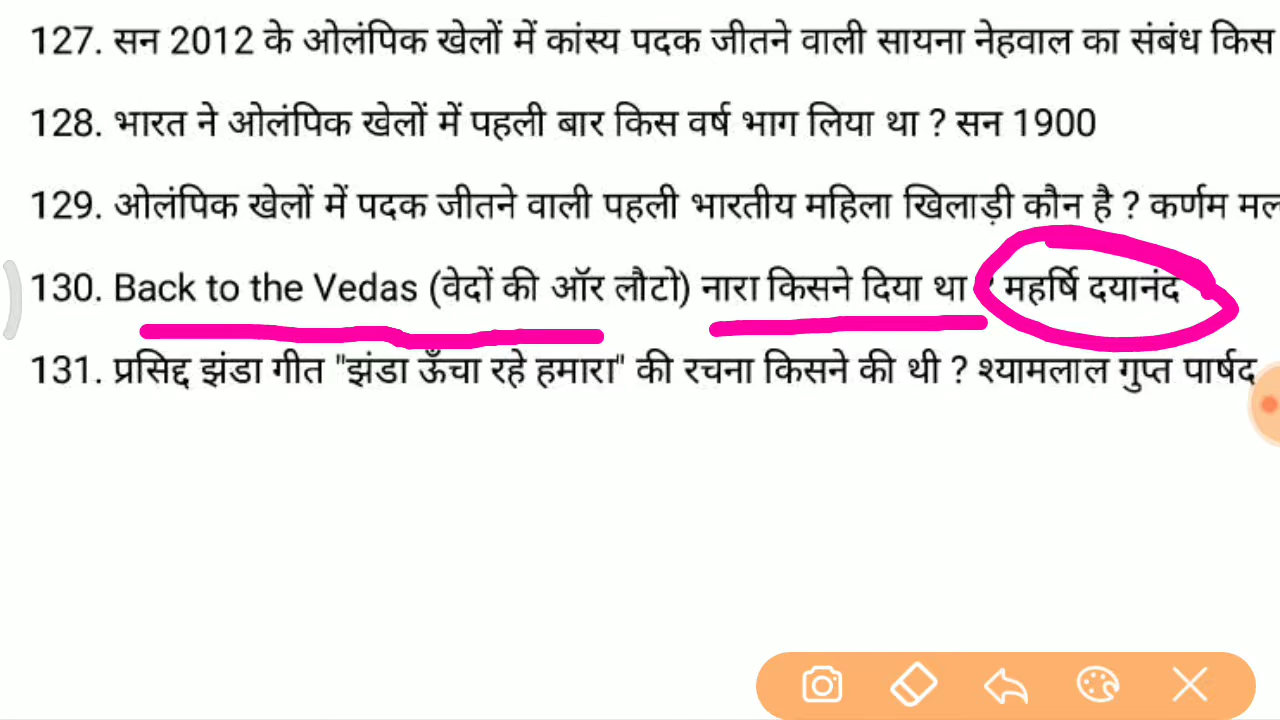 127. सन 2012 के ओलंपिक खेलों में कांस्य पदक जीतने वाली सायना नेहवाल का संबंध किस
128. भारत ने ओलंपिक खेलों में पहली बार किस वर्ष भाग लिया था ? सन 1900
129. ओलंपिक खेलों में पदक जीतने वाली पहली भारतीय महिला खिलाड़ी कौन है ? कर्णम
130. Back to the Vedas (वेदों की ऑर लौटो) नारा किसने दिया था ? महर्षि दयानंद
131. प्रसिद्द झंडा गीत "झंडा ऊँचा रहे हमारा" की रचना किसने की थी ? श्यामलाल गुप्त पार्षद